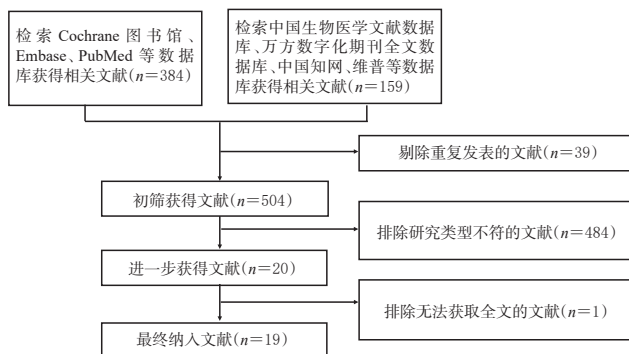 检索 Cochrane 图书馆、
Embase、PubMed 等数据
库获得相关文献(n=384)
检索中国生物医学文献数据
库、万方数字化期刊全文数
据库、中国知网、维普等数据
库获得相关文献(n=159)
剔除重复发表的文献(n=39)
初筛获得文献(n=504)
排除研究类型不符的文献(n=484)
进一步获得文献(n=20)
排除无法获取全文的文献(n=1)
最终纳入文献(n=19)